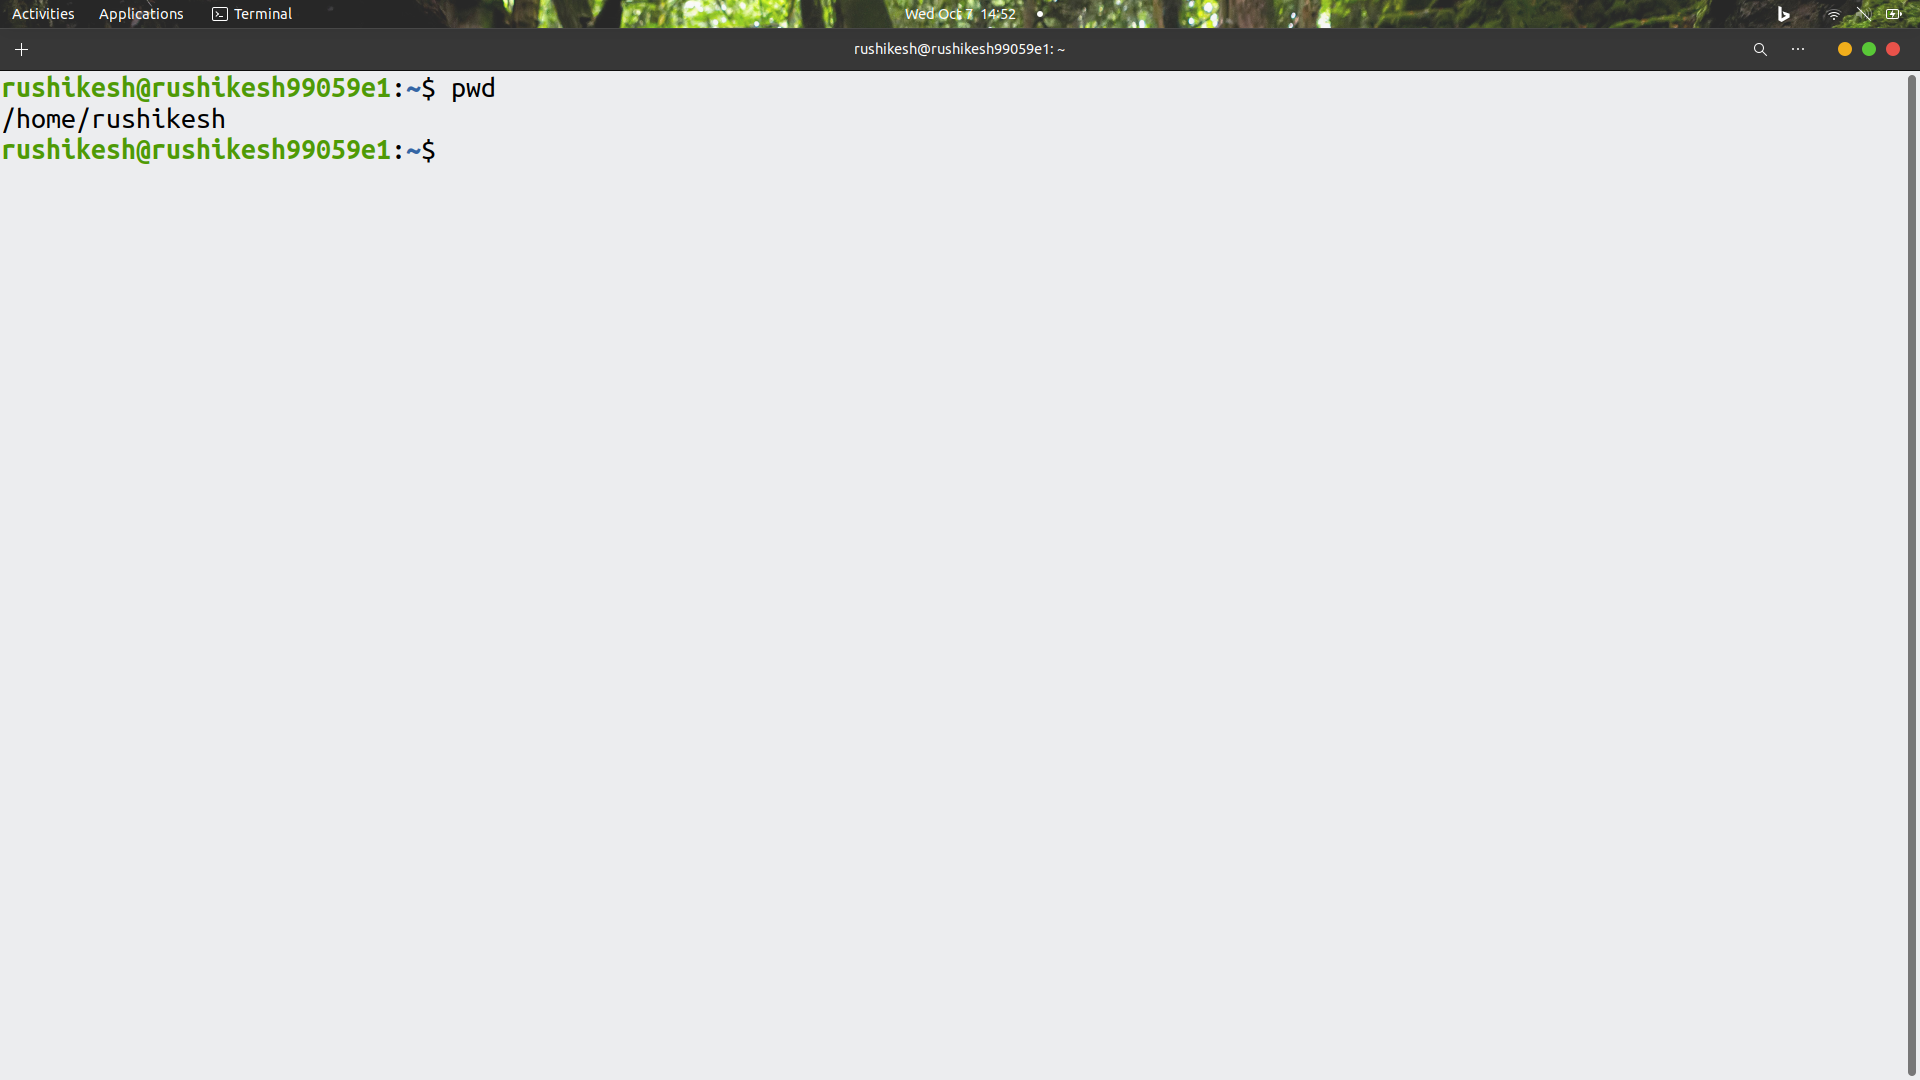 Activities Applications Terminal Wed Oct 7 14:52
rushikesh@rushikesh99059e1: ~
rushikesh@rushikesh99059e1:~$ pwd
/home/rushikesh
rushikesh@rushikesh99059e1:~$